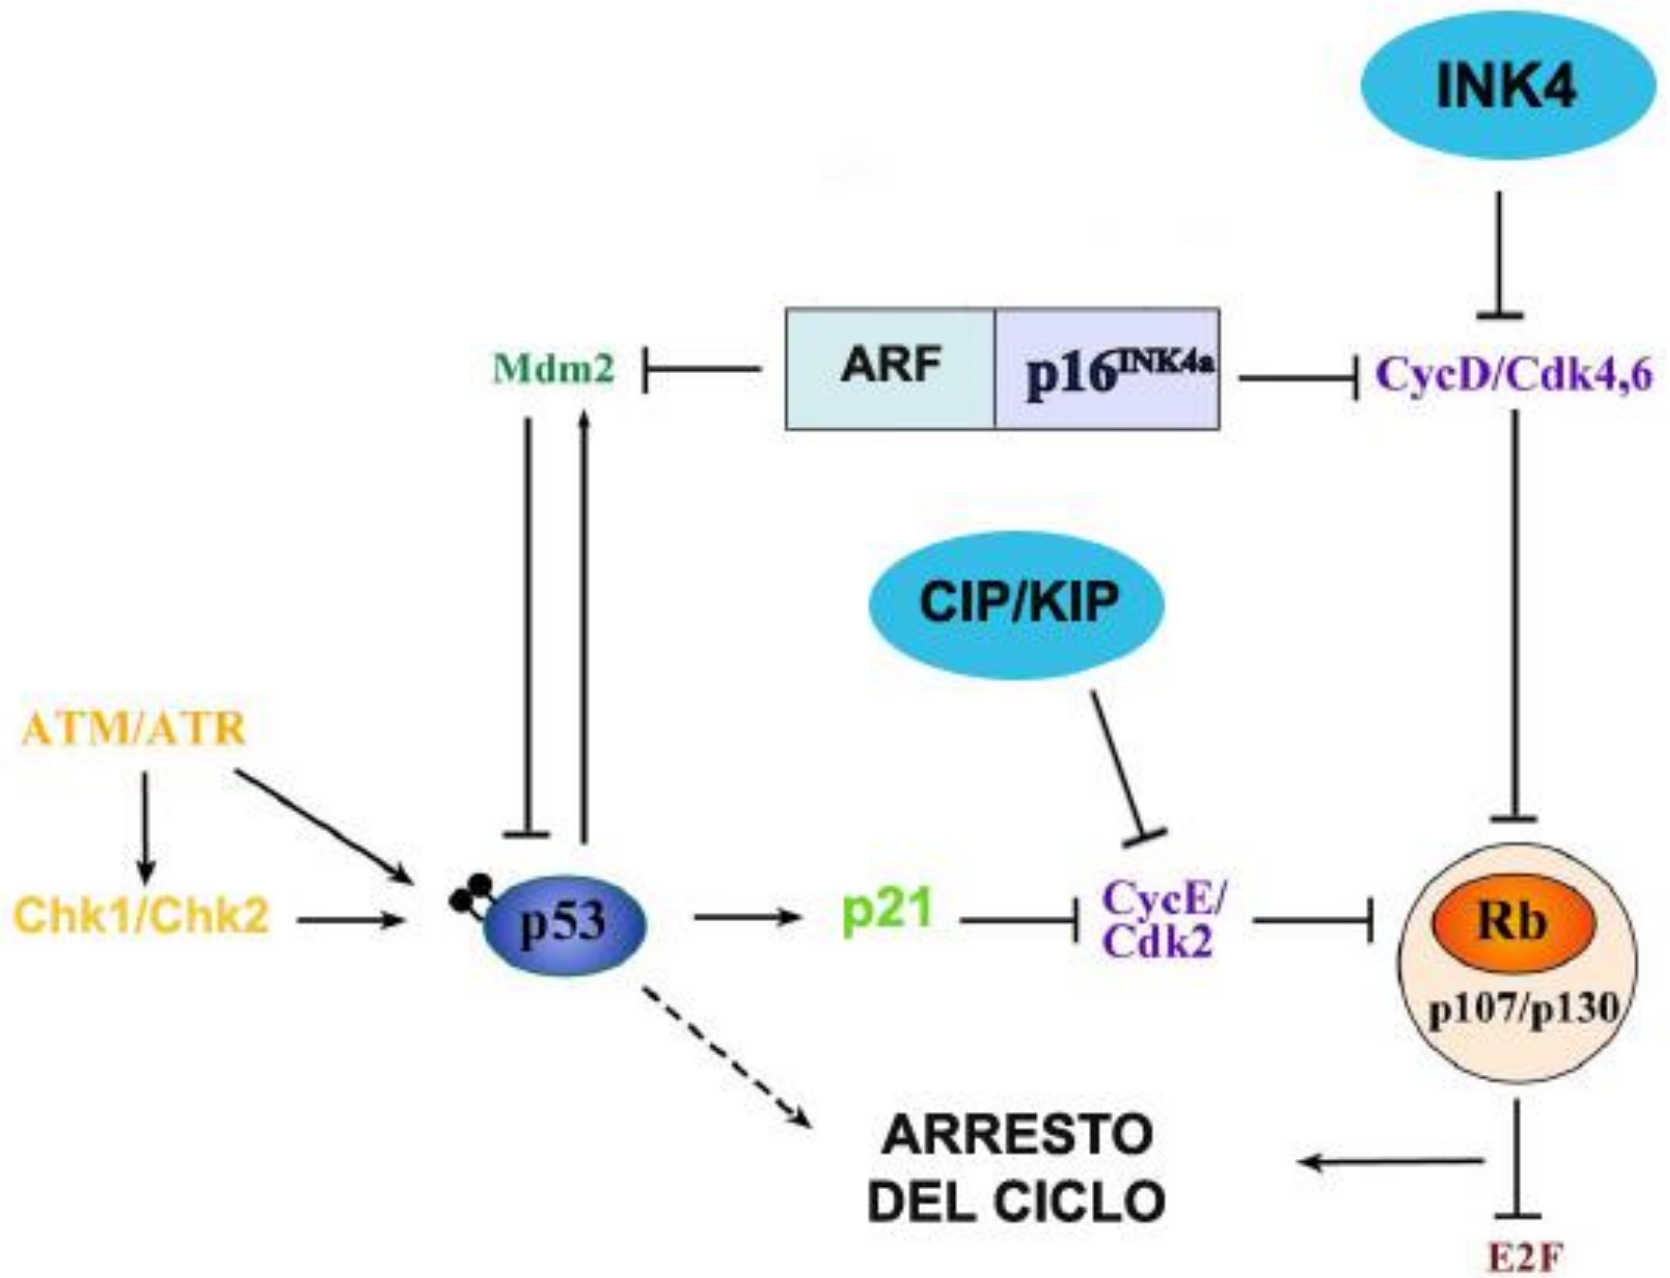 INK4
Mdm2
ARF
p16INK4a
CycD/Cdk4,6
CIP/KIP
ATM/ATR
Chk1/Chk2
p53
p21
CycE/
Cdk2
Rb
p107/p130
ARRESTO
DEL CICLO
E2F